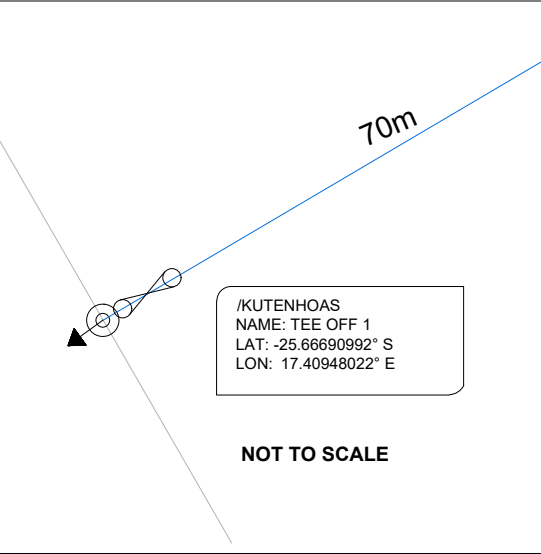 70m
/KUTENHOAS
NAME: TEE OFF 1
LAT: -25.66690992° S
LON: 17.40948022° E
NOT TO SCALE